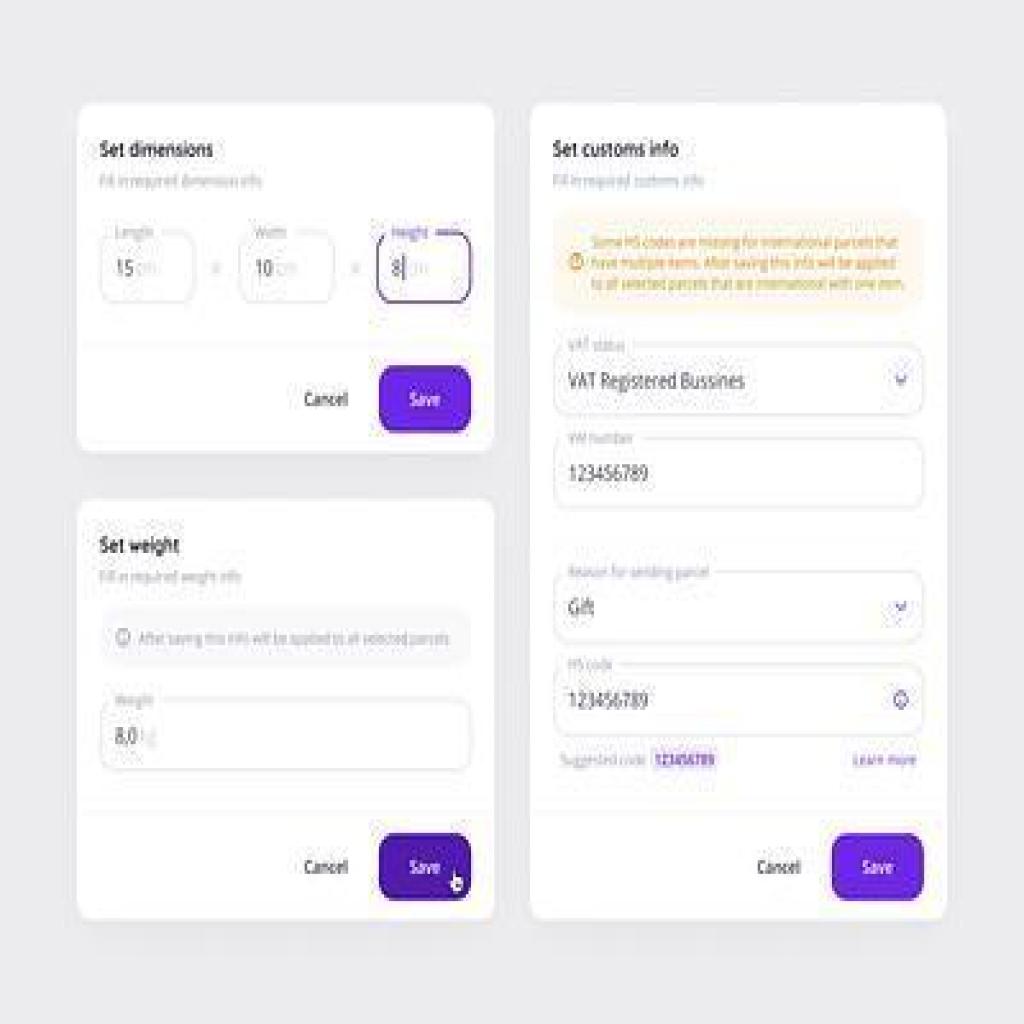 Set dimensions
Fill in required dimension info
Length
Width
Height
15 cm
x
10 cm
x
8 cm
Cancel
Save
Set weight
Fill in required weight info
After saving this info will be applied to all selected parcels
Weight
8,0 kg
Cancel
Save
Set customs info
Fill in required customs info
Some HS codes are missing for international parcels that
have multiple items. After saving this info will be applied
to all selected parcels that are international with one item.
VAT status
VAT Registered Bussines
VAT number
123456789
Reason for sending parcel
Gift
HS code
123456789
Suggested code 123456789
Learn more
Cancel
Save